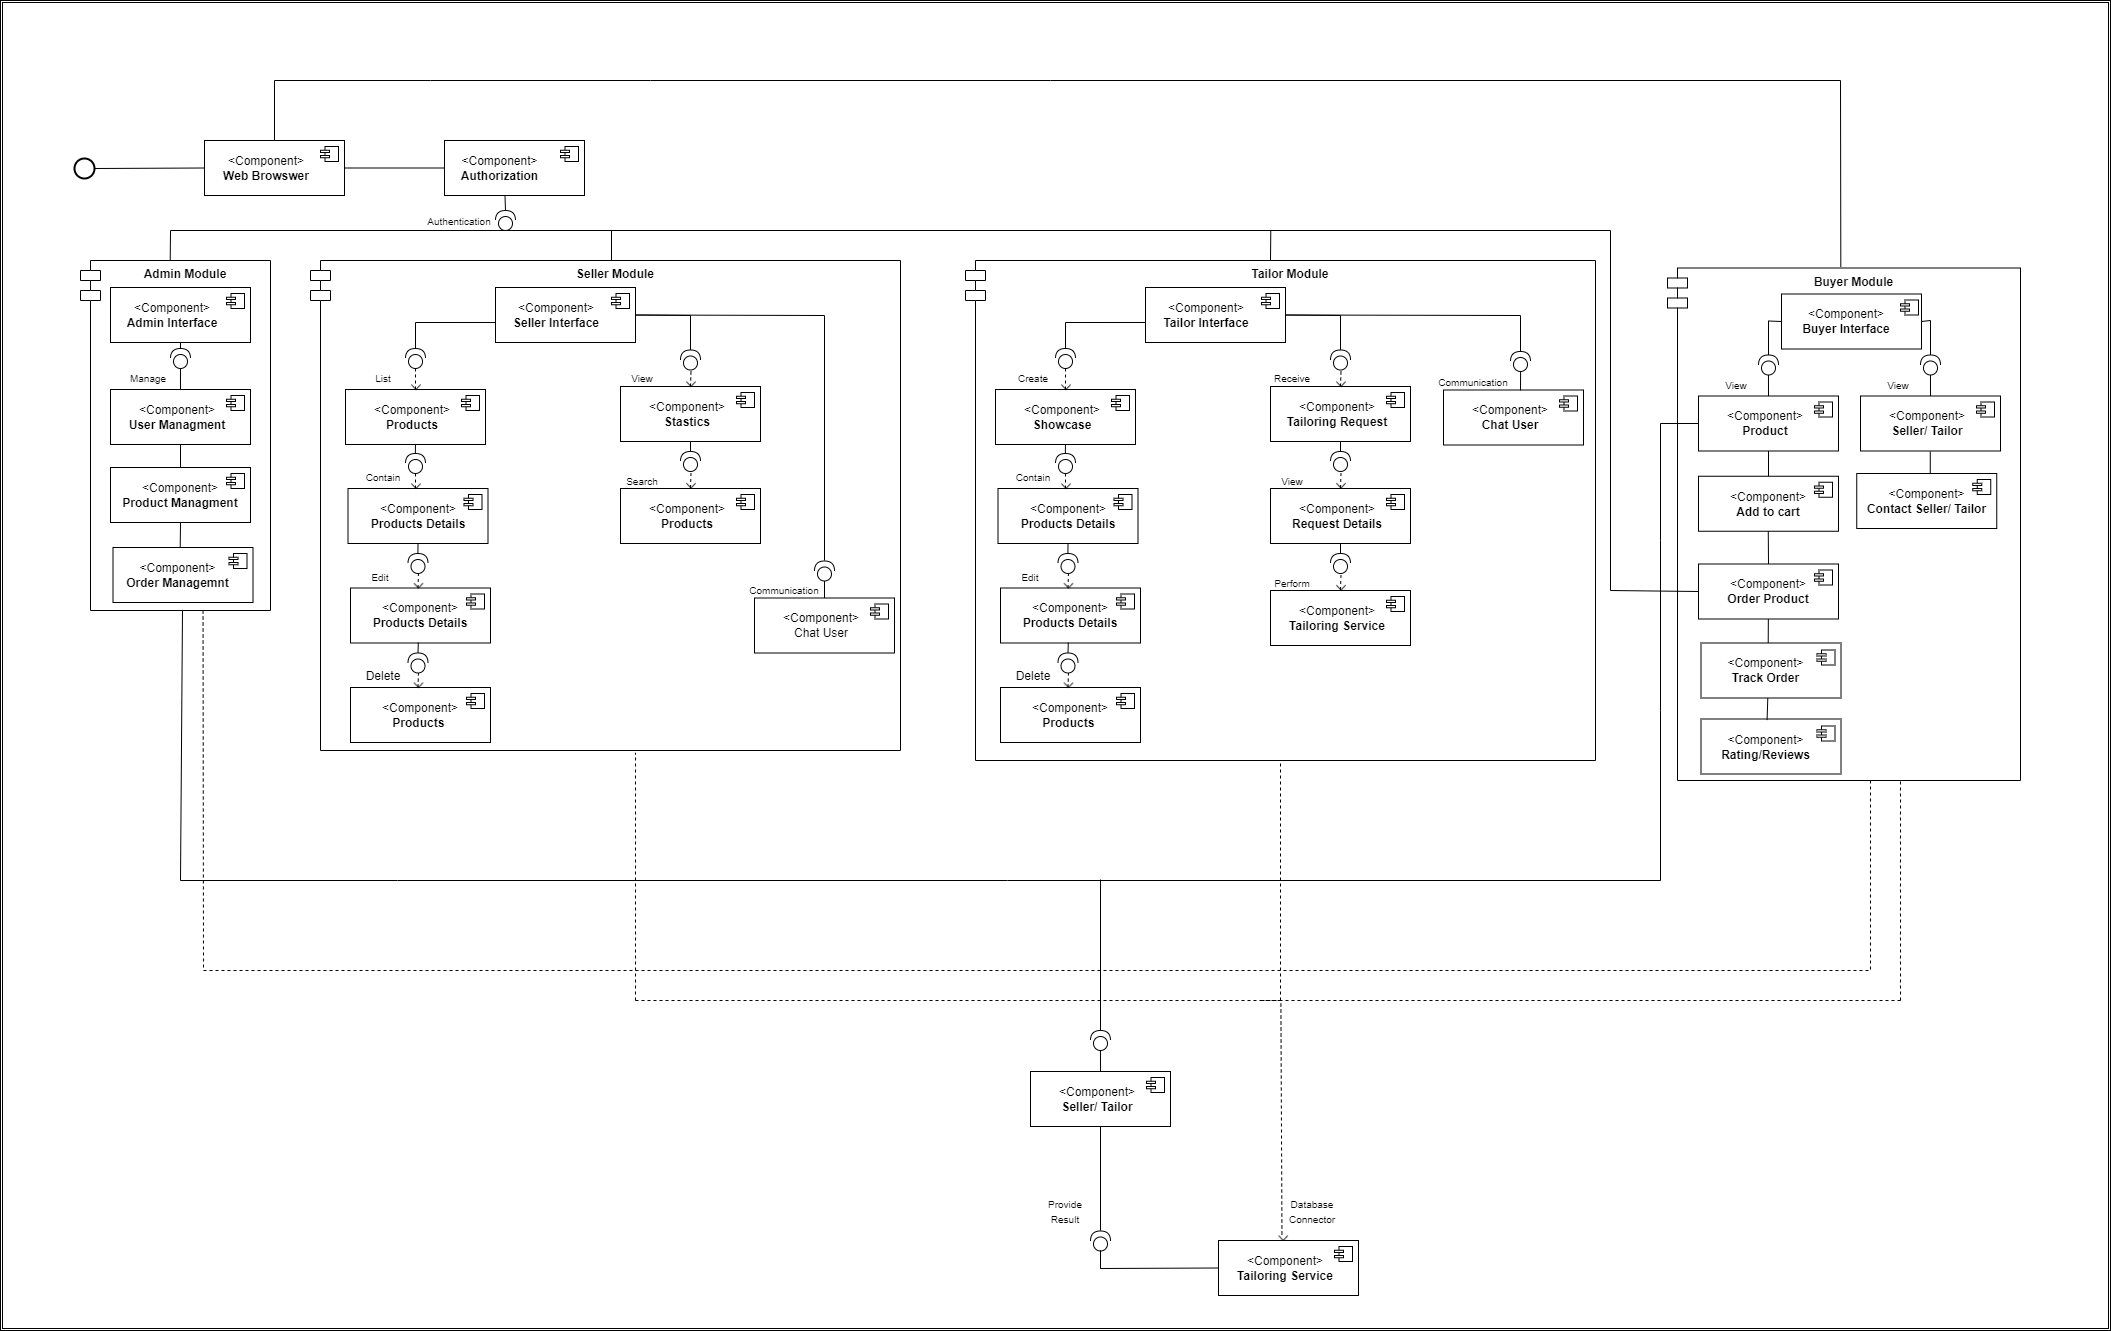 <Component>
Web Browswer
<Component>
Authorization
Authentication
Admin Module
<Component>
Admin Interface
Manage
<Component>
User Managment
<Component>
Product Managment
<Component>
Order Managemnt
Seller Module
<Component>
Seller Interface
List
<Component>
Products
Contain
<Component>
Products Details
Edit
<Component>
Products Details
Delete
<Component>
Products
View
<Component>
Stastics
Search
<Component>
Products
Communication
<Component>
Chat User
Tailor Module
<Component>
Tailor Interface
Create
<Component>
Showcase
Contain
<Component>
Products Details
Edit
<Component>
Products Details
Delete
<Component>
Products
Receive
<Component>
Tailoring Request
View
<Component>
Request Details
Perform
<Component>
Tailoring Service
Communication
<Component>
Chat User
Buyer Module
<Component>
Buyer Interface
View
<Component>
Product
<Component>
Add to cart
<Component>
Order Product
<Component>
Track Order
<Component>
Rating/Reviews
View
<Component>
Seller/ Tailor
<Component>
Contact Seller/ Tailor
<Component>
Seller/ Tailor
Provide
Result
Database
Connector
<Component>
Tailoring Service